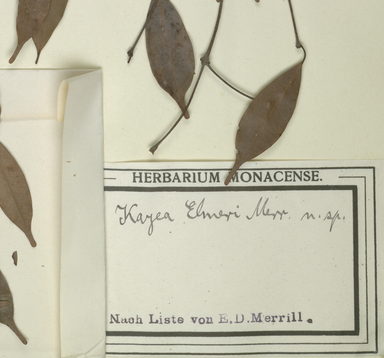 HERBARIUM MONACENSE.
Kayea Elmeri Merr. n. sp.
Nach Liste von E.D.Merrill.